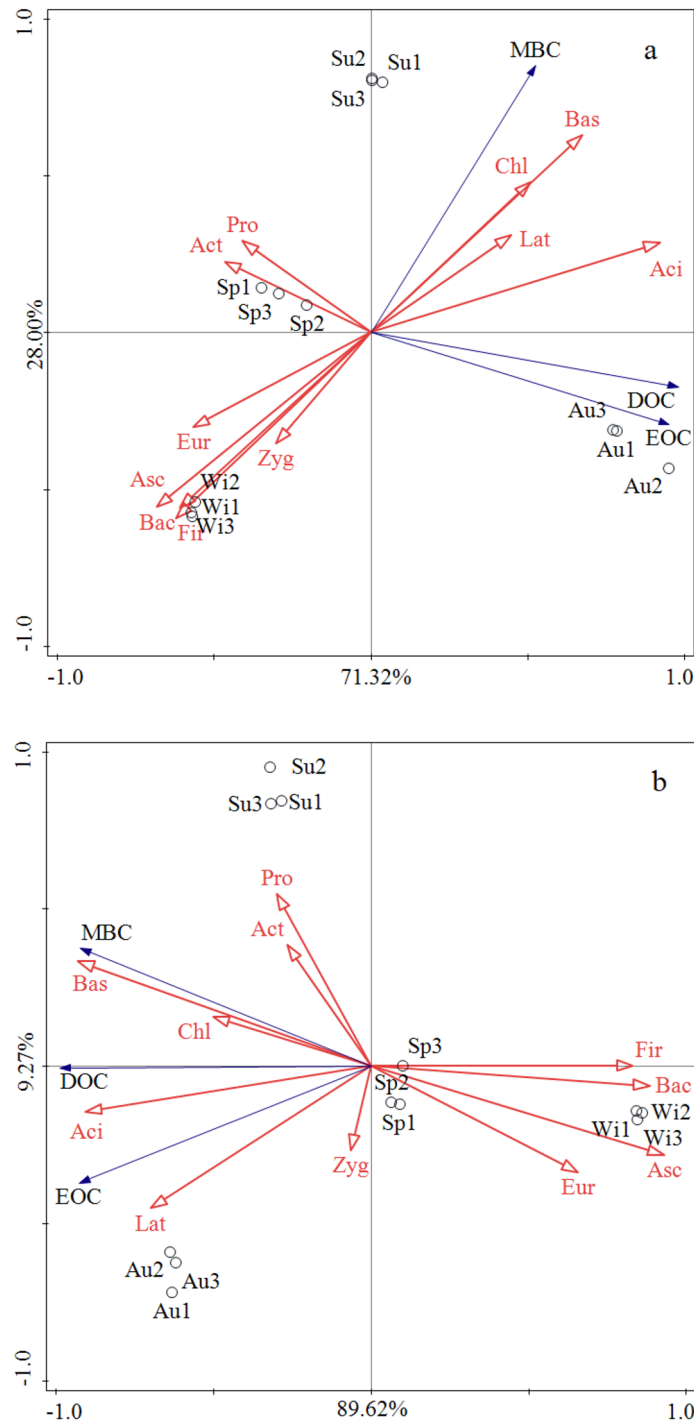 1.0
a
MBC
Su2
Su1
Su3
Bas
Chl
Pro
Lat
Act
Aci
Sp1
Sp3
Sp2
28.00%
DOC
Au3
EOC
Au1
Eur
Zyg
Au2
Asc
Wi2
Wi1
Bac
Wi3
Fir
-1.0
-1.0
71.32%
1.0
1.0
b
Su2
Su3
Su1
Pro
Act
MBC
Bas
Chl
Sp3
Fir
9.27%
DOC
Sp2
Bac
Aci
Sp1
Wi1
Wi2
Wi3
Zyg
Asc
EOC
Eur
Lat
Au2
Au3
Au1
-1.0
-1.0
89.62%
1.0